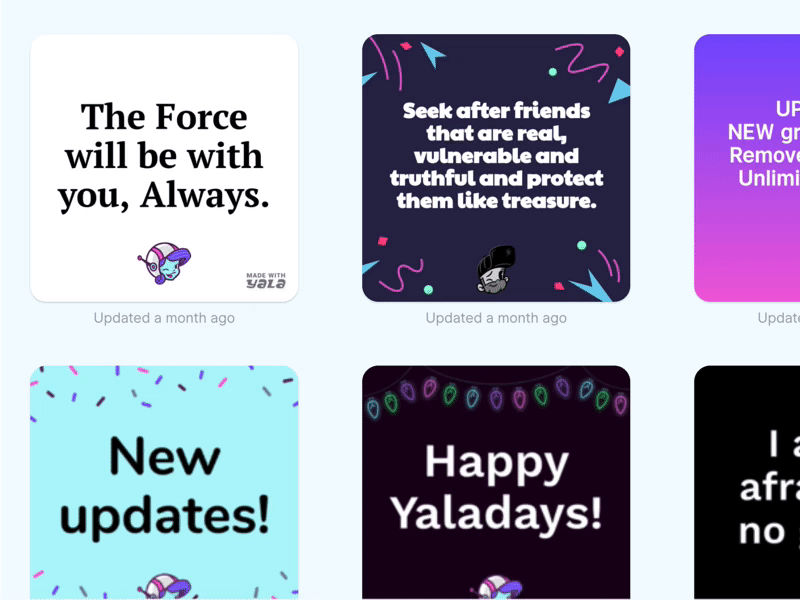 The Force
will be with
you, Always.
MADE WITH
YALA
Updated a month ago
Seek after friends
that are real,
vulnerable and
truthful and protect
them like treasure.
Updated a month ago
UP
NEW gr
Remove
Unlimi
Update
New
updates!
Happy
Yaladays!
I a
afra
no